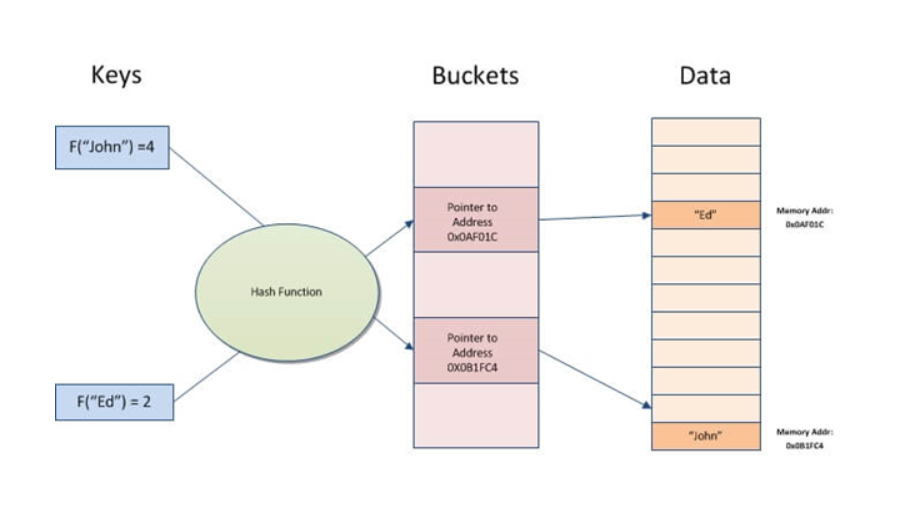 Keys
Buckets
Data
F("John") =4
Pointer to
Address
0x0AF01C
"Ed"
Memory Addr:
0x0AF01C
Hash Function
Pointer to
Address
0X0B1FC4
F("Ed") = 2
"John"
Memory Addr:
0x0B1FC4